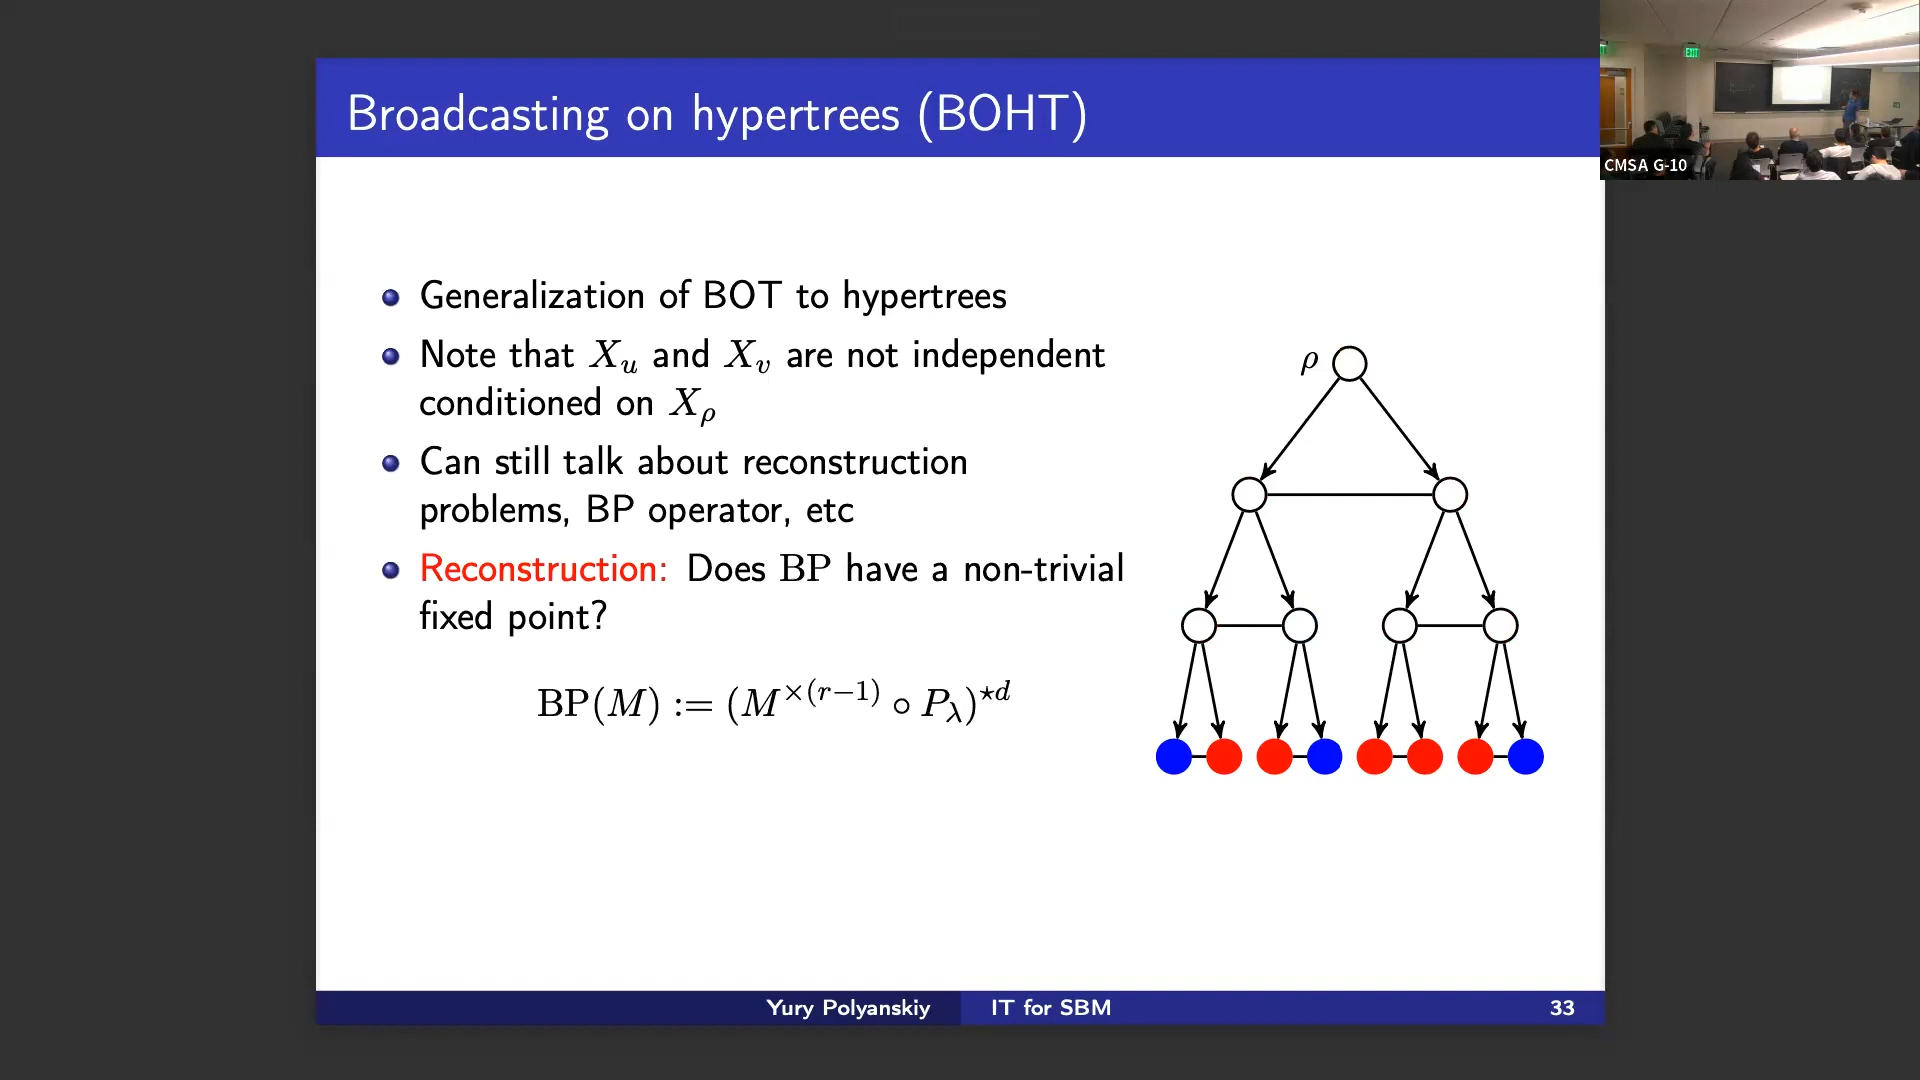 Broadcasting on hypertrees (BOHT)
EXIT
CMSA G-10
Generalization of BOT to hypertrees
Note that X_u and X_v are not independent
conditioned on X_ρ
Can still talk about reconstruction
problems, BP operator, etc
Reconstruction: Does BP have a non-trivial
fixed point?
BP(M) := (M^{×(r−1)} ∘ P_λ)^{⋆d}
ρ
Yury Polyanskiy IT for SBM 33